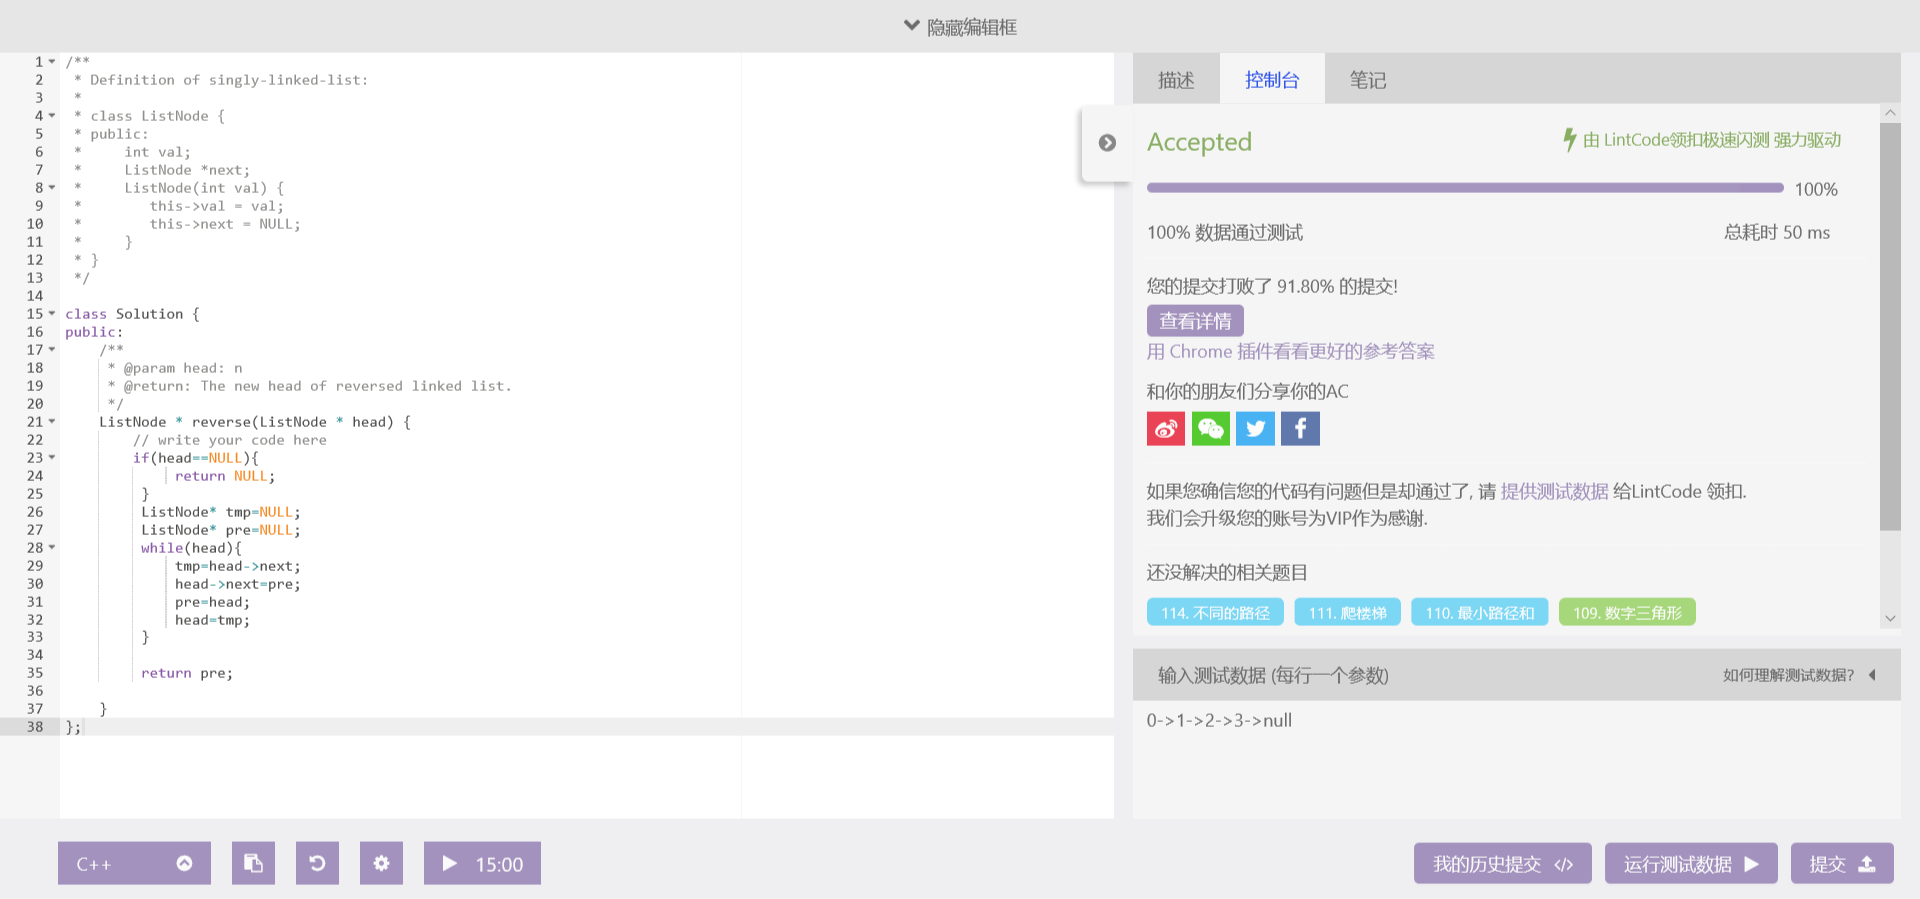 隐藏编辑框
1 /**
2  * Definition of singly-linked-list:
3  *
4  * class ListNode {
5  * public:
6  *     int val;
7  *     ListNode *next;
8  *     ListNode(int val) {
9  *        this->val = val;
10  *        this->next = NULL;
11  *     }
12  * }
13  */
14
15 class Solution {
16 public:
17     /**
18      * @param head: n
19      * @return: The new head of reversed linked list.
20      */
21     ListNode * reverse(ListNode * head) {
22         // write your code here
23         if(head==NULL){
24              return NULL;
25          }
26          ListNode* tmp=NULL;
27          ListNode* pre=NULL;
28          while(head){
29              tmp=head->next;
30              head->next=pre;
31              pre=head;
32              head=tmp;
33          }
34
35          return pre;
36
37     }
38 };
描述 控制台 笔记
Accepted 由 LintCode领扣极速闪测 强力驱动
100%
100% 数据通过测试 总耗时 50 ms
您的提交打败了 91.80% 的提交!
查看详情
用 Chrome 插件看看更好的参考答案
和你的朋友们分享你的AC
如果您确信您的代码有问题但是却通过了, 请 提供测试数据 给LintCode 领扣.
我们会升级您的账号为VIP作为感谢.
还没解决的相关题目
114. 不同的路径 111. 爬楼梯 110. 最小路径和 109. 数字三角形
输入测试数据 (每行一个参数) 如何理解测试数据?
0->1->2->3->null
C++ 15:00 我的历史提交 </> 运行测试数据 提交